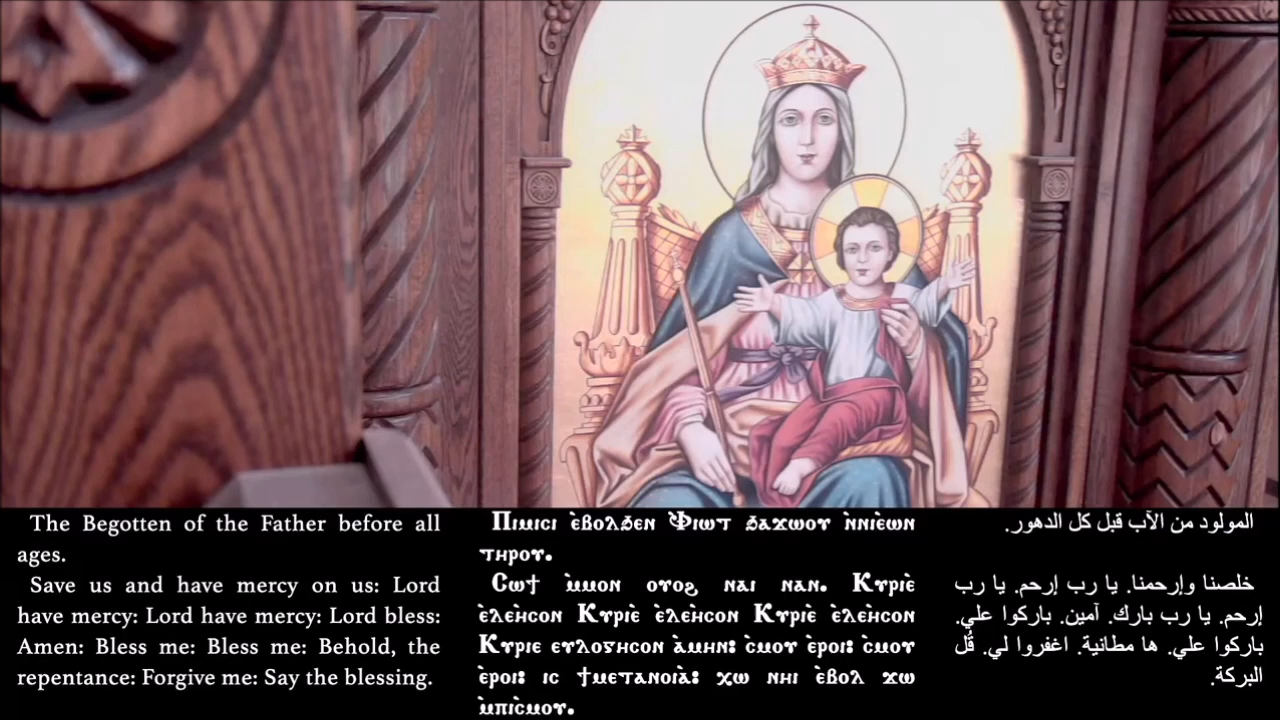 The Begotten of the Father before all
ages.
Save us and have mercy on us: Lord
have mercy: Lord have mercy: Lord bless:
Amen: Bless me: Bless me: Behold, the
repentance: Forgive me: Say the blessing.
Ⲡⲓⲙⲓⲥⲓ ⲉ̀ⲃⲟⲗϧⲉⲛ Ⲫ̀ⲓⲱⲧ ϧⲁϫⲱⲟⲩ ⲛ̀ⲛⲓⲉ̀ⲱⲛ
ⲧⲏⲣⲟⲩ.
Ⲥⲱϯ ⲙ̀ⲙⲟⲛ ⲟⲩⲟϩ ⲛⲁⲓ ⲛⲁⲛ. Ⲕⲩⲣⲓⲉ̀
ⲉ̀ⲗⲉⲏ̀ⲥⲟⲛ Ⲕⲩⲣⲓⲉ̀ ⲉ̀ⲗⲉⲏ̀ⲥⲟⲛ Ⲕⲩⲣⲓⲉ̀ ⲉ̀ⲗⲉⲏ̀ⲥⲟⲛ
Ⲕⲩⲣⲓⲉ ⲉⲩⲗⲟⲅⲏⲥⲟⲛ ⲁ̀ⲙⲏⲛ: ⲥ̀ⲙⲟⲩ ⲉ̀ⲣⲟⲓ: ⲥ̀ⲙⲟⲩ
ⲉ̀ⲣⲟⲓ: ⲓⲥ ϯⲙⲉⲧⲁⲛⲟⲓⲁ̀: ⲭⲱ ⲛⲏⲓ ⲉ̀ⲃⲟⲗ ϫⲱ
ⲙ̀ⲡⲓⲥ̀ⲙⲟⲩ.
المولود من الآب قبل كل الدهور.
خلصنا وإرحمنا. يا رب إرحم. يا رب
إرحم. يا رب بارك. آمين. باركوا علي.
باركوا علي. ها مطانية. اغفروا لي. قُل
البركة.